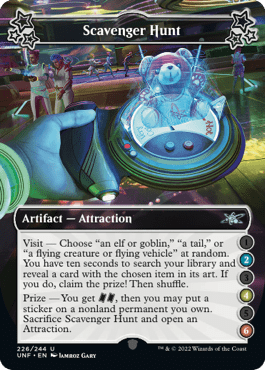 Scavenger Hunt
Artifact — Attraction
Visit — Choose “an elf or goblin,” “a tail,” or
“a flying creature or flying vehicle” at random.
You have ten seconds to search your library and
reveal a card with the chosen item in its art. If
you do, claim the prize! Then shuffle.
Prize — You get , then you may put a
sticker on a nonland permanent you own.
Sacrifice Scavenger Hunt and open an
Attraction.
1
2
3
4
5
6
226/244 U
UNF • EN Iamroz Gary
™ & © 2022 Wizards of the Coast